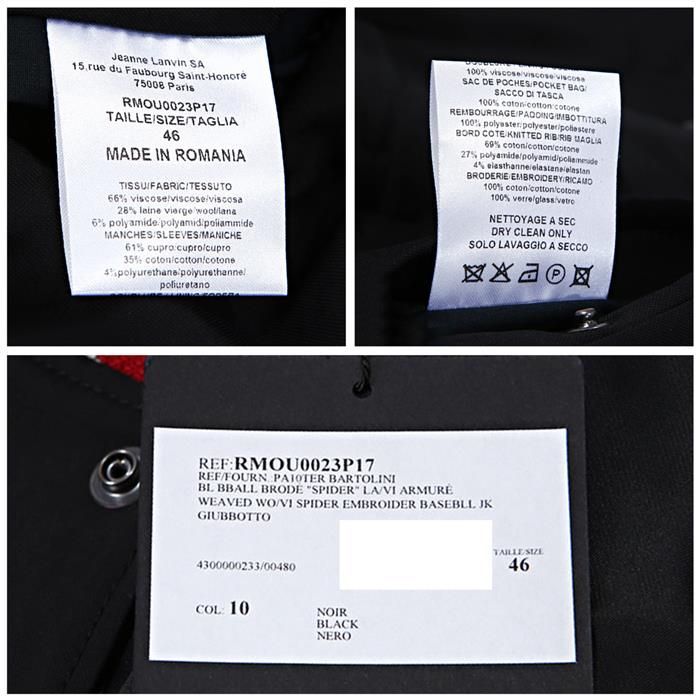 Jeanne Lanvin SA
15,rue du Faubourg Saint-Honoré
75008 Paris
RMOU0023P17
TAILLE/SIZE/TAGLIA
46
MADE IN ROMANIA
TISSU/FABRIC/TESSUTO
66% viscose/viscose/viscosa
28% laine vierge/wool/lana
6% polyamide/polyamid/poliammide
MANCHES/SLEEVES/MANICHE
61% cupro/cupro/cupro
35% coton/cotton/cotone
4% polyurethane/polyurethanne/
poliuretano
100% viscose/viscose/viscosa
SAC DE POCHES/POCKET BAG/
SACCO DI TASCA
100% coton/cotton/cotone
REMBOURRAGE/PADDING/IMBOTTITURA
100% polyester/polyester/poliestere
BORD COTE/KNITTED RIB/RIB MAGLIA
69% coton/cotton/cotone
27% polyamide/polyamid/poliammide
4% elasthanne/elastane/elastan
BRODERIE/EMBROIDERY/RICAMO
100% coton/cotton/cotone
100% verre/glass/vetro
NETTOYAGE A SEC
DRY CLEAN ONLY
SOLO LAVAGGIO A SECCO
P
REF:RMOU0023P17
REF/FOURN. PA10TER BARTOLINI
BL BBALL BRODE "SPIDER" LA/VI ARMURÉ
WEAVED WO/VI SPIDER EMBROIDER BASEBLL JK
GIUBBOTTO
4300000233/00480
TAILLE/SIZE
46
COL: 10
NOIR
BLACK
NERO